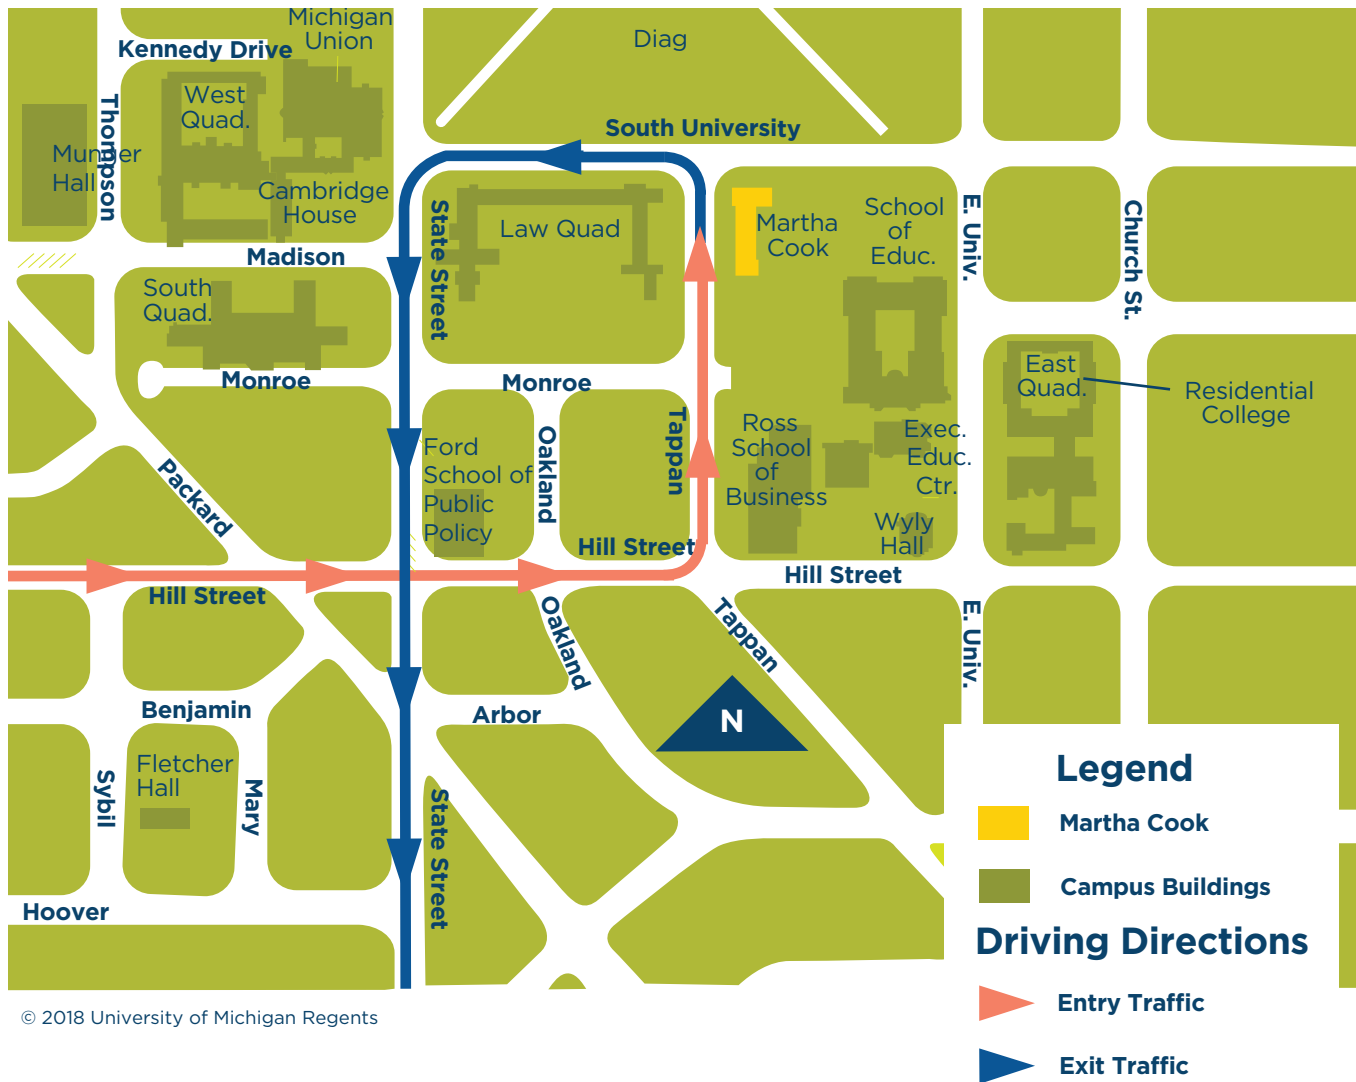 Michigan
Union
Diag
Kennedy Drive
West
Quad.
Thompson
South University
Munger
Hall
Cambridge
House
State Street
Law Quad
Martha
Cook
School
of
Educ.
E. Univ.
Church St.
Madison
South
Quad.
Monroe
Monroe
East
Quad.
Residential
College
Packard
Ford
School of
Public
Policy
Oakland
Tappan
Ross
School
of
Business
Exec.
Educ.
Ctr.
Wyly
Hall
Hill Street
Hill Street
Hill Street
Oakland
Tappan
E. Univ.
Benjamin
Arbor
N
Fletcher
Hall
Sybil
Mary
State Street
Hoover
Legend
Martha Cook
Campus Buildings
Driving Directions
Entry Traffic
Exit Traffic
© 2018 University of Michigan Regents